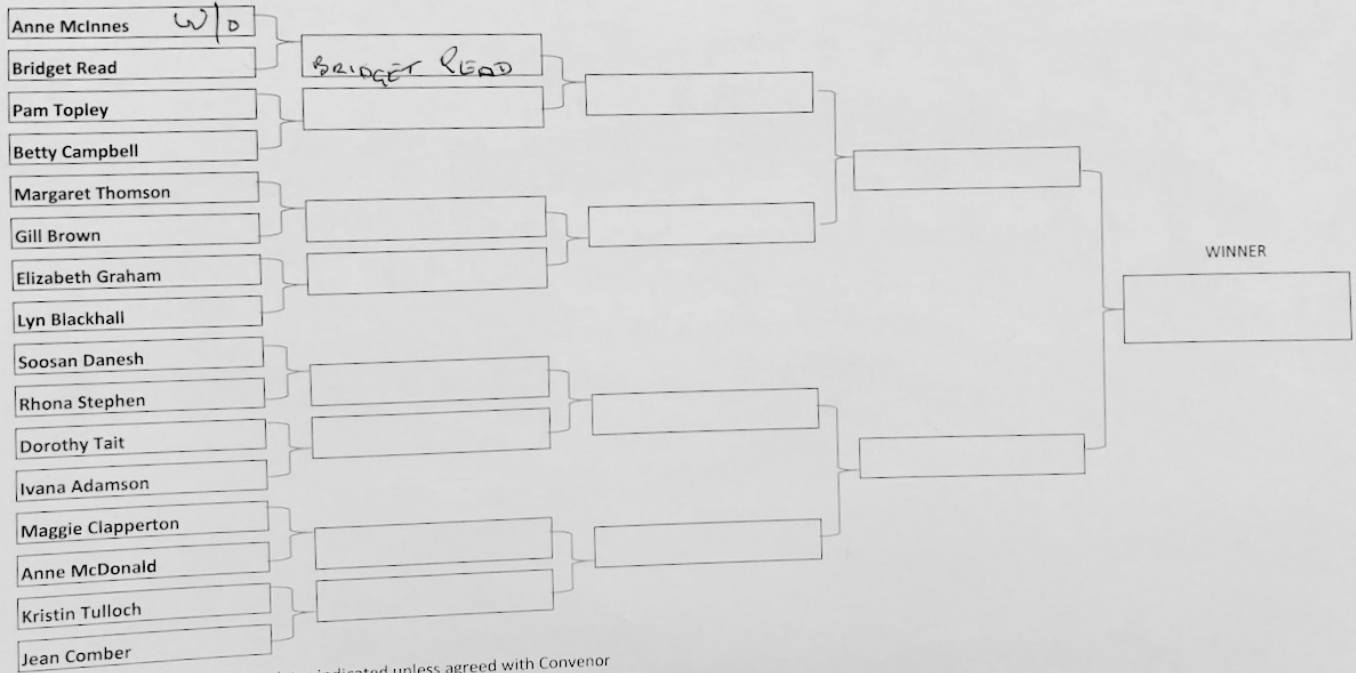 Anne McInnes W/D
Bridget Read
BRIDGET READ
Pam Topley
Betty Campbell
Margaret Thomson
Gill Brown
Elizabeth Graham
Lyn Blackhall
Soosan Danesh
Rhona Stephen
Dorothy Tait
Ivana Adamson
Maggie Clapperton
Anne McDonald
Kristin Tulloch
Jean Comber
WINNER
indicated unless agreed with Convenor